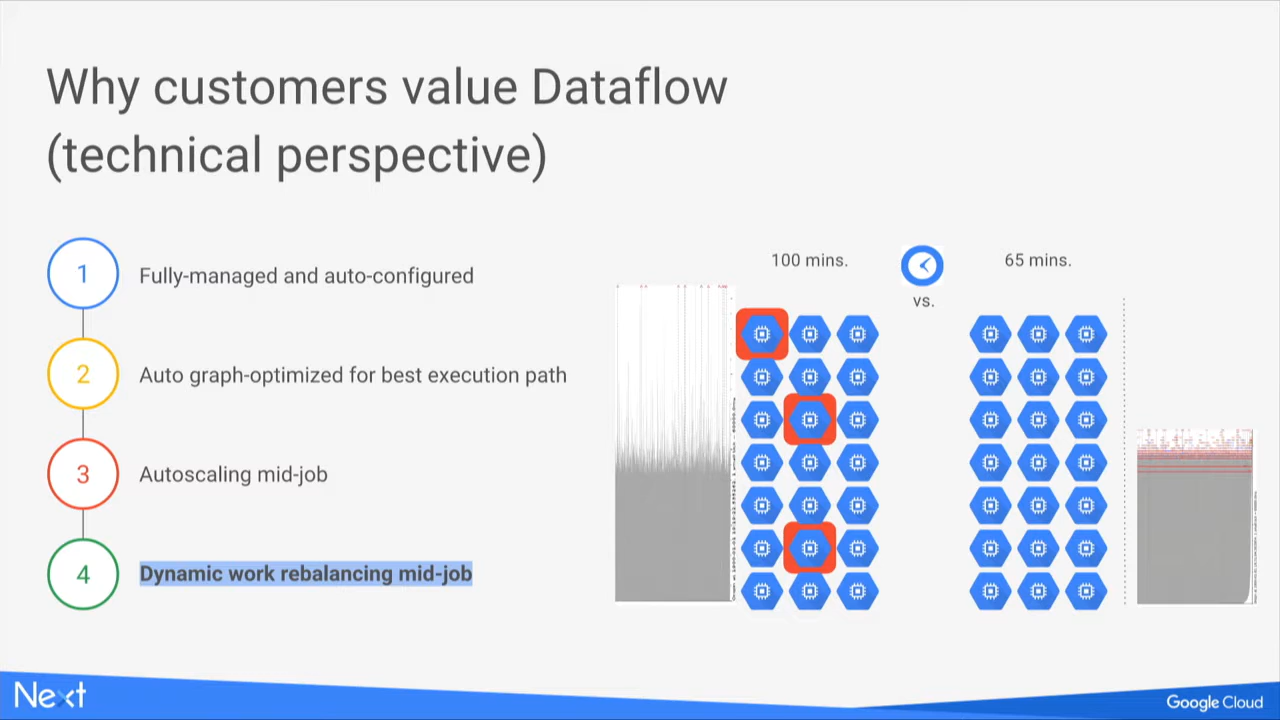 Why customers value Dataflow
(technical perspective)
1
Fully-managed and auto-configured
2
Auto graph-optimized for best execution path
3
Autoscaling mid-job
4
Dynamic work rebalancing mid-job
100 mins.
vs.
65 mins.
Next
Google Cloud